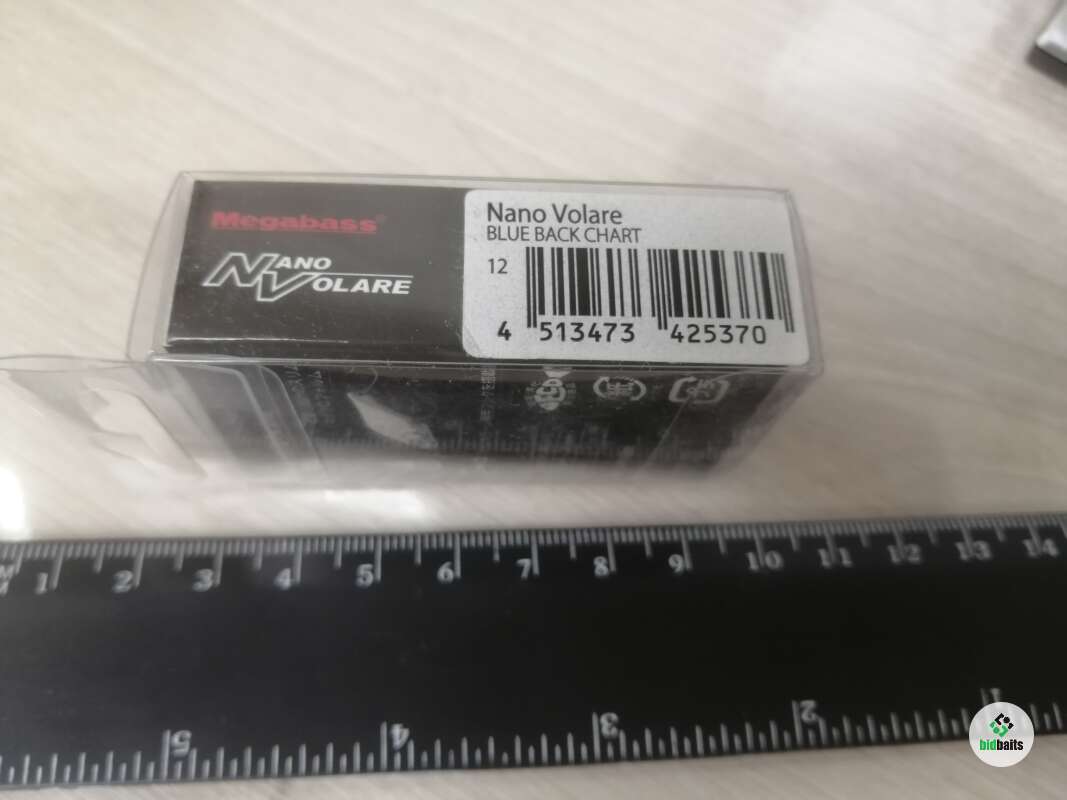 Megabass®
NANO
VOLARE
Nano Volare
BLUE BACK CHART
12
4 513473 425370
1 2 3 4 5 6 7 8 9 10 11 12 13 14
5 4 3 2 1
bidbaits